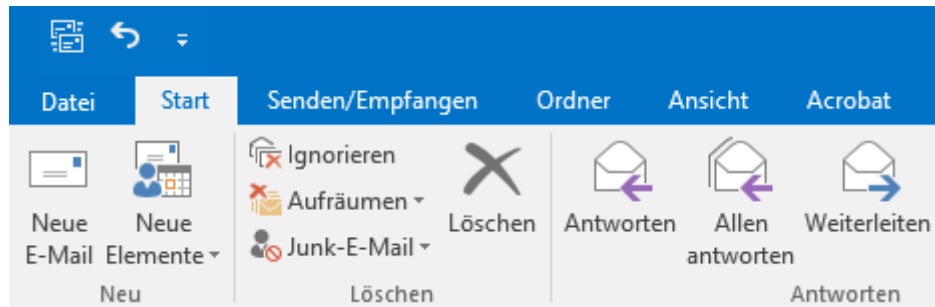 Datei Start Senden/Empfangen Ordner Ansicht Acrobat
Neue
E-Mail
Neue
Elemente
Neu
Ignorieren
Aufräumen
Junk-E-Mail
Löschen
Löschen
Antworten
Allen
antworten
Weiterleiten
Antworten